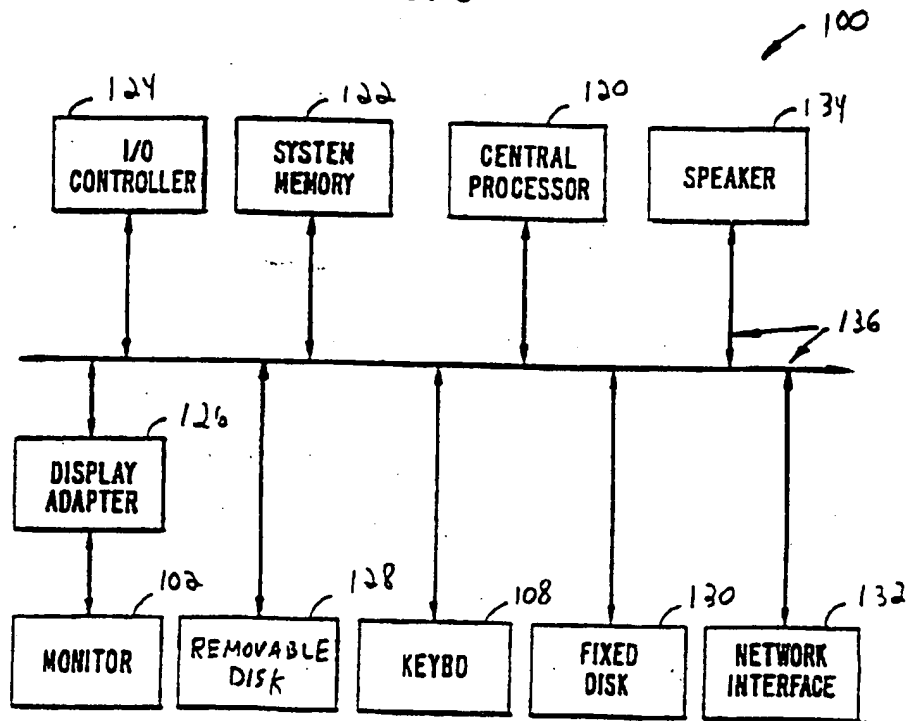 100
124
122
120
134
I/O
CONTROLLER
SYSTEM
MEMORY
CENTRAL
PROCESSOR
SPEAKER
136
126
DISPLAY
ADAPTER
102
128
108
130
132
MONITOR
REMOVABLE
DISK
KEYBO
FIXED
DISK
NETWORK
INTERFACE